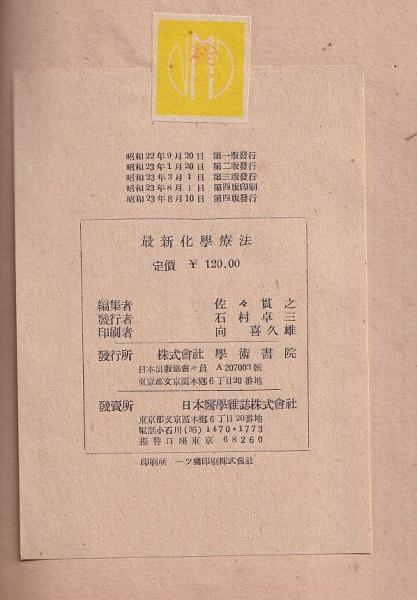 昭和22年9月20日 第一版發行
昭和23年1月20日 第二版發行
昭和23年3月1日 第三版發行
昭和23年8月1日 第四版印刷
昭和23年8月10日 第四版發行
最新化學療法
定價 ¥ 120.00
編集者 佐々貫之
發行者 石村卓三
印刷者 向喜久雄
發行所 株式會社 學術書院
日本出版協會々員 A 207003號
東京都文京區本鄕6丁目20番地
發賣所 日本醫學雜誌株式會社
東京都文京區本鄕6丁目20番地
電話小石川(85) 1470・1773
振替口座東京 68260
印刷所 一ツ橋印刷株式會社